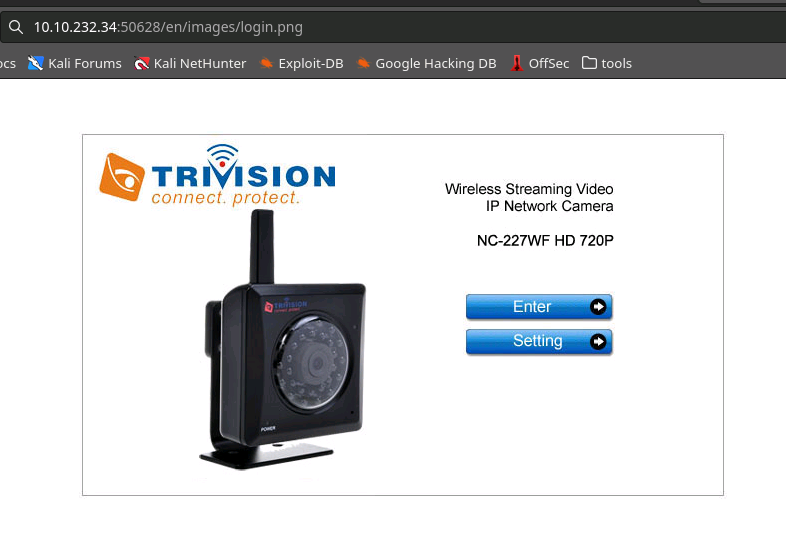 10.10.232.34:50628/en/images/login.png
ocs Kali Forums Kali NetHunter Exploit-DB Google Hacking DB OffSec tools
TRIVISION
connect. protect.
Wireless Streaming Video
IP Network Camera
NC-227WF HD 720P
TRIVISION
Enter
Setting
POWER